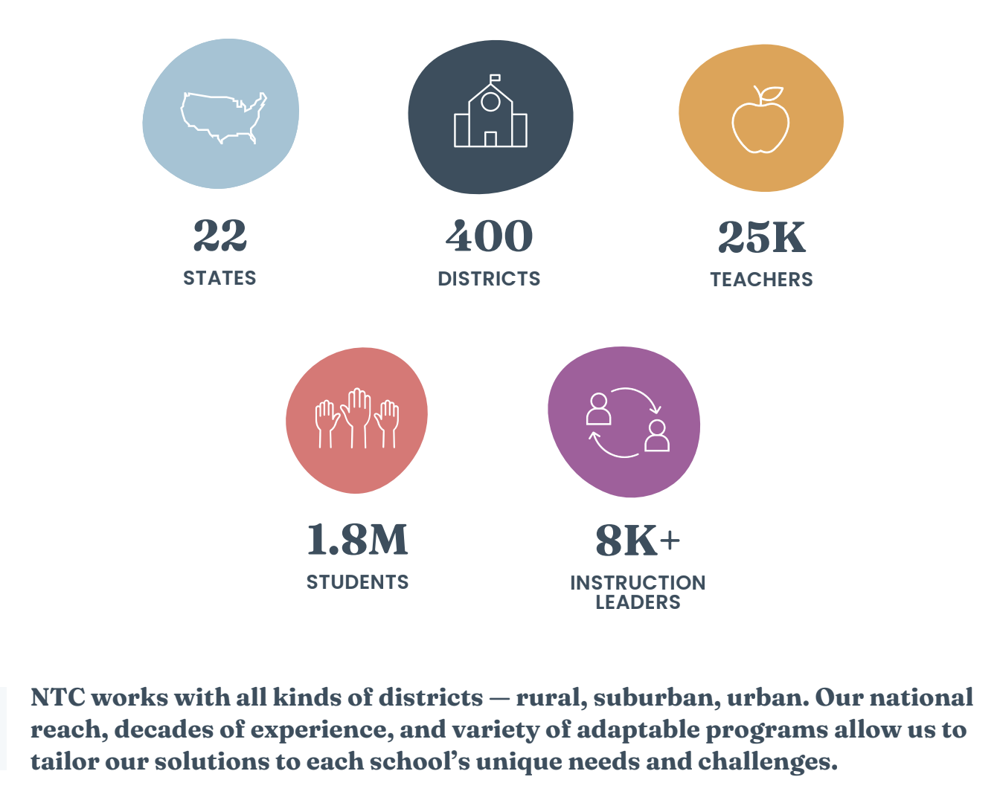 22
STATES
400
DISTRICTS
25K
TEACHERS
1.8M
STUDENTS
8K+
INSTRUCTION
LEADERS
NTC works with all kinds of districts — rural, suburban, urban. Our national
reach, decades of experience, and variety of adaptable programs allow us to
tailor our solutions to each school’s unique needs and challenges.